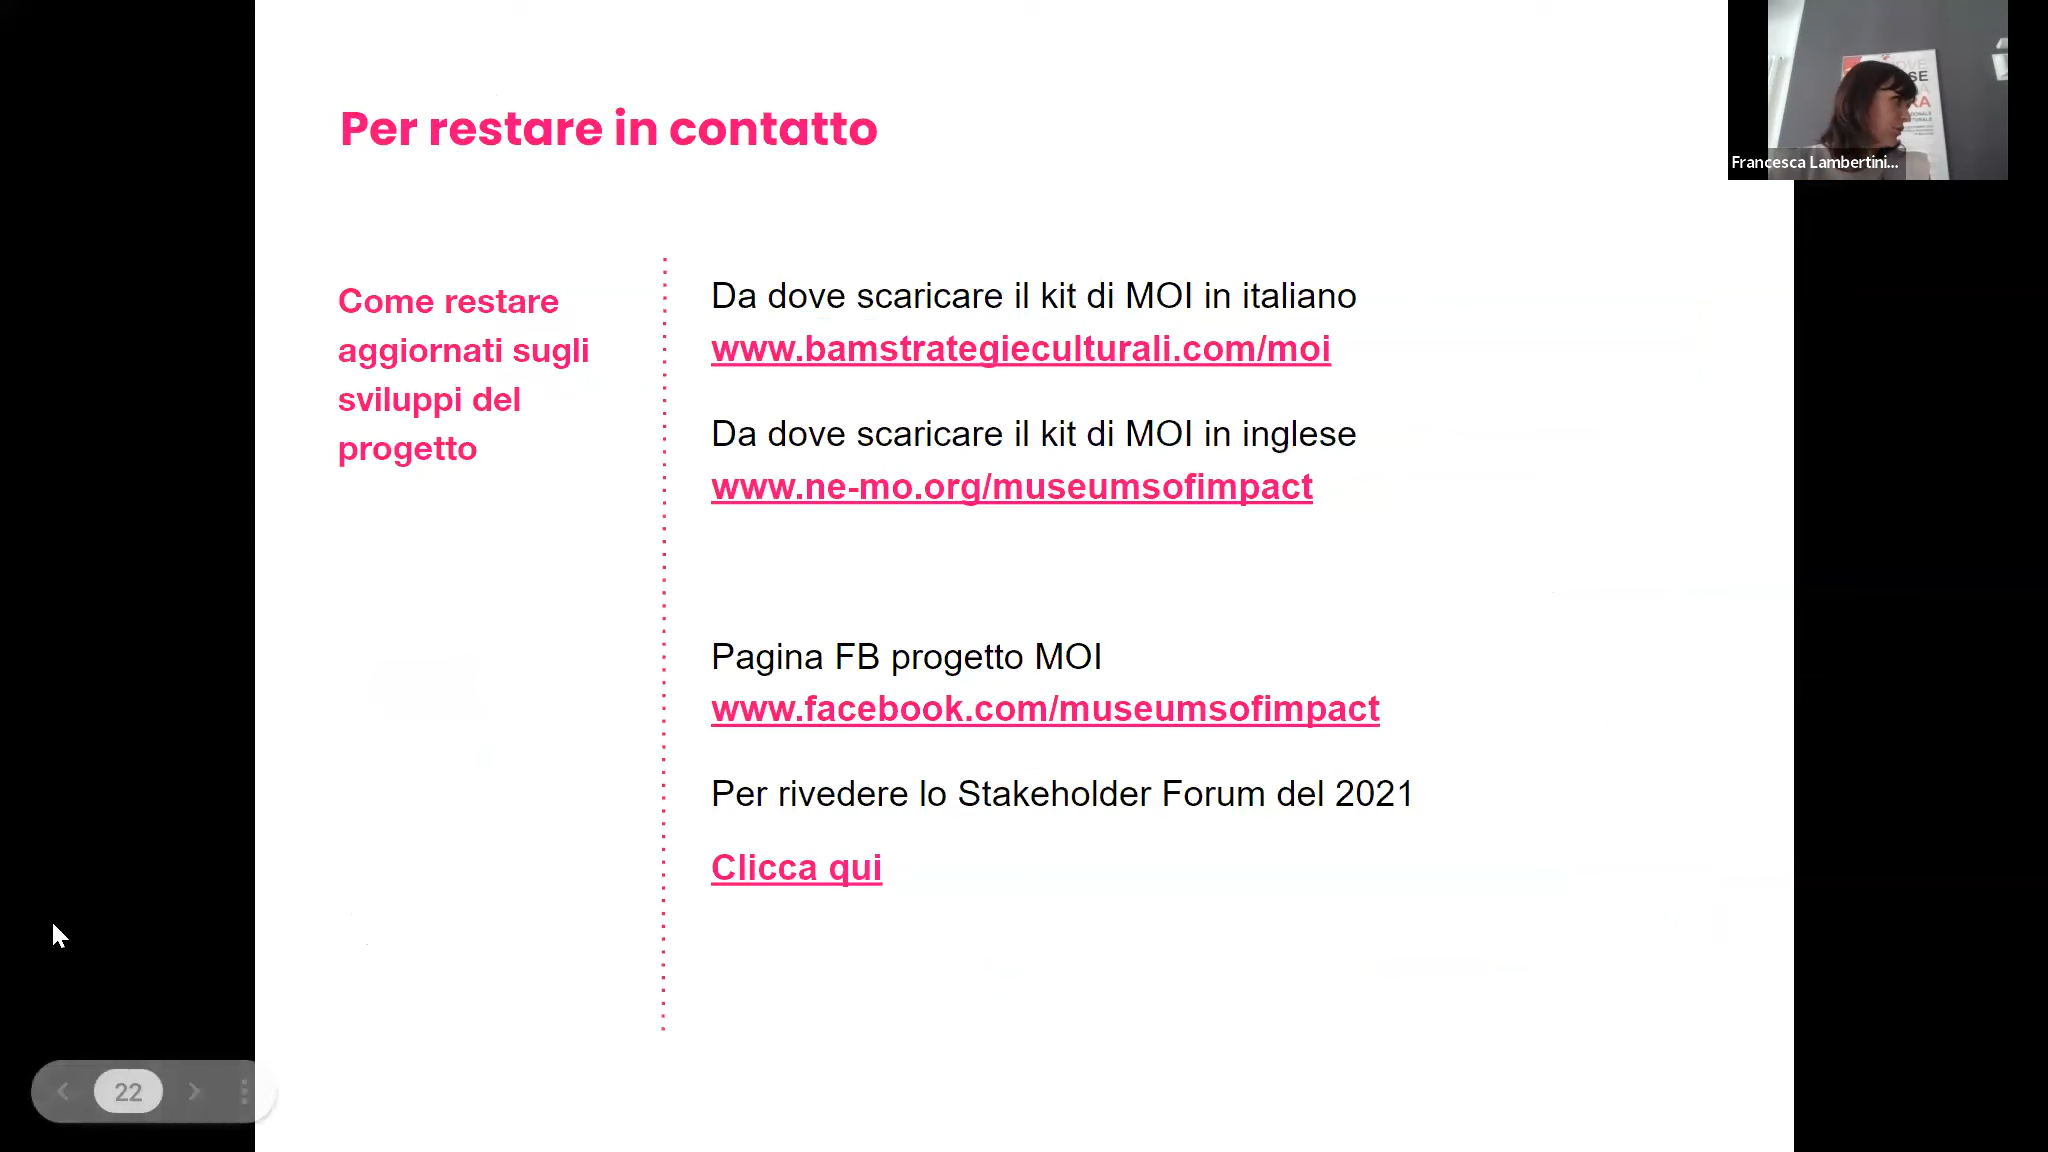 Per restare in contatto
Come restare
aggiornati sugli
sviluppi del
progetto
Da dove scaricare il kit di MOI in italiano
www.bamstrategieculturali.com/moi
Da dove scaricare il kit di MOI in inglese
www.ne-mo.org/museumsofimpact
Pagina FB progetto MOI
www.facebook.com/museumsofimpact
Per rivedere lo Stakeholder Forum del 2021
Clicca qui
22
Francesca Lambertini...